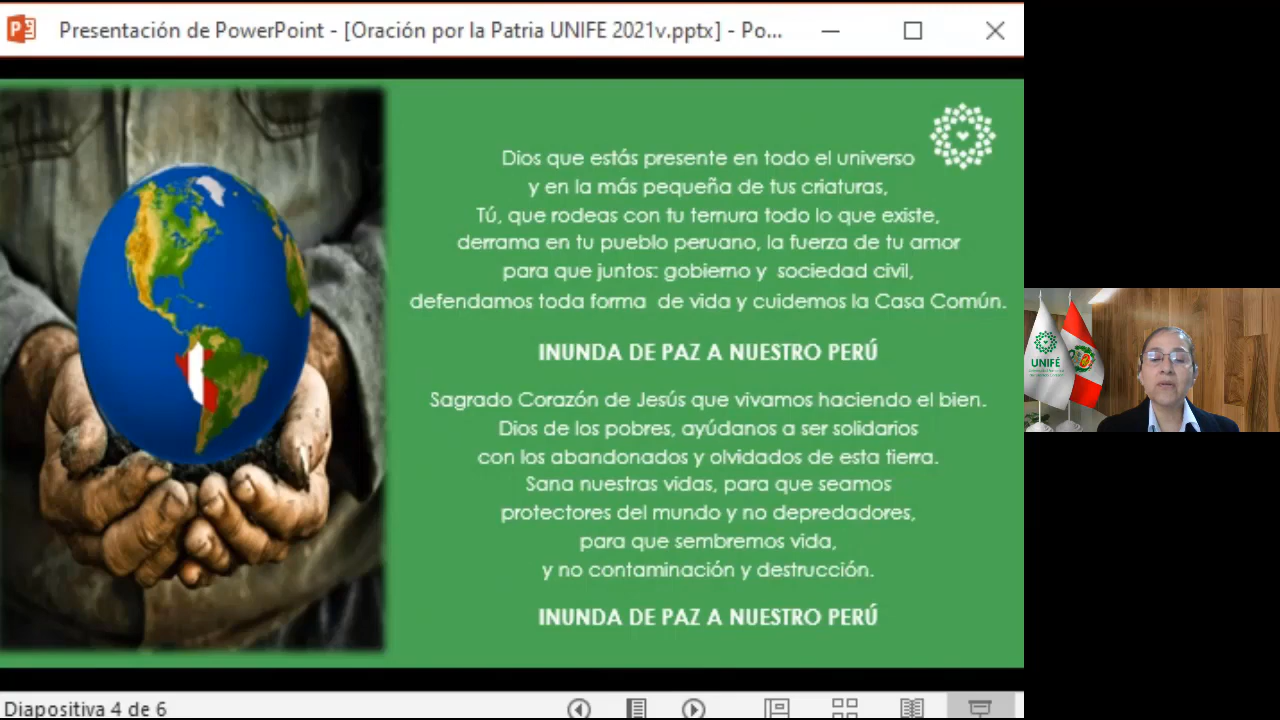 Presentación de PowerPoint - [Oración por la Patria UNIFE 2021v.pptx] - Po...
Dios que estás presente en todo el universo
y en la más pequeña de tus criaturas,
Tú, que rodeas con tu ternura todo lo que existe,
derrama en tu pueblo peruano, la fuerza de tu amor
para que juntos: gobierno y sociedad civil,
defendamos toda forma de vida y cuidemos la Casa Común.
INUNDA DE PAZ A NUESTRO PERÚ
Sagrado Corazón de Jesús que vivamos haciendo el bien.
Dios de los pobres, ayúdanos a ser solidarios
con los abandonados y olvidados de esta tierra.
Sana nuestras vidas, para que seamos
protectores del mundo y no depredadores,
para que sembremos vida,
y no contaminación y destrucción.
INUNDA DE PAZ A NUESTRO PERÚ
UNIFÉ
Diapositiva 4 de 6